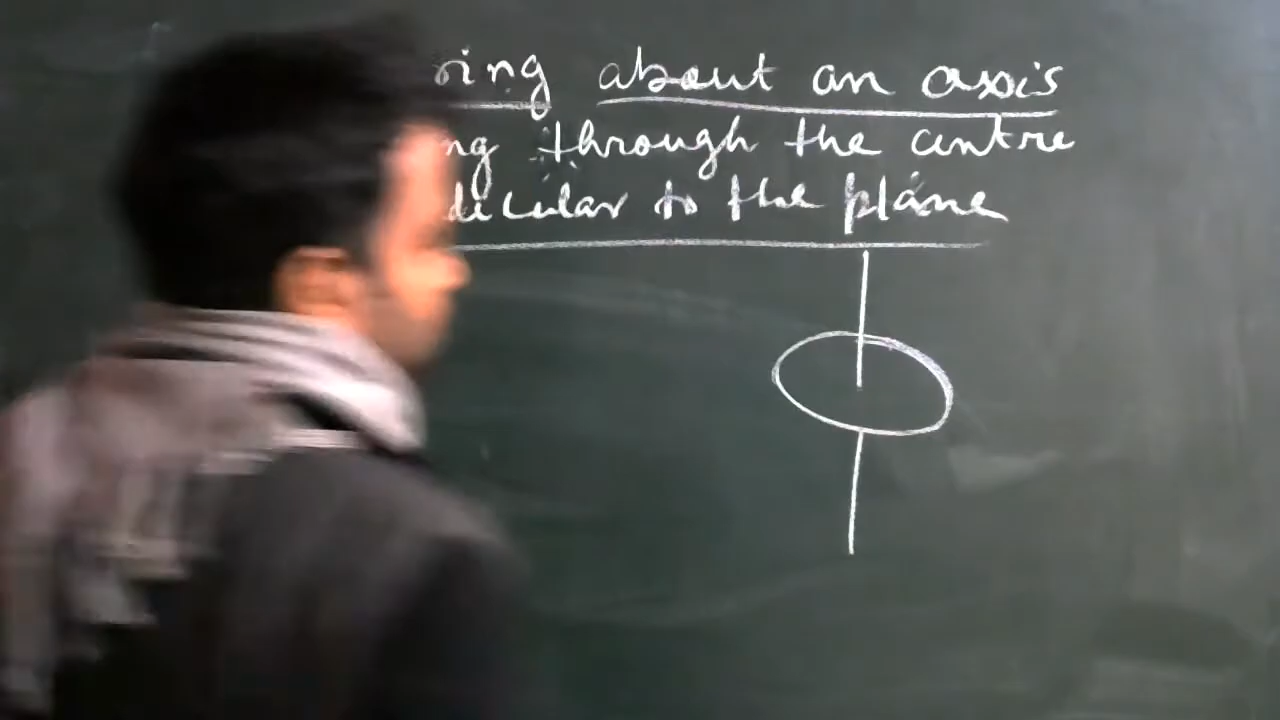 ring about an axis
ng through the centre
dicular to the plane